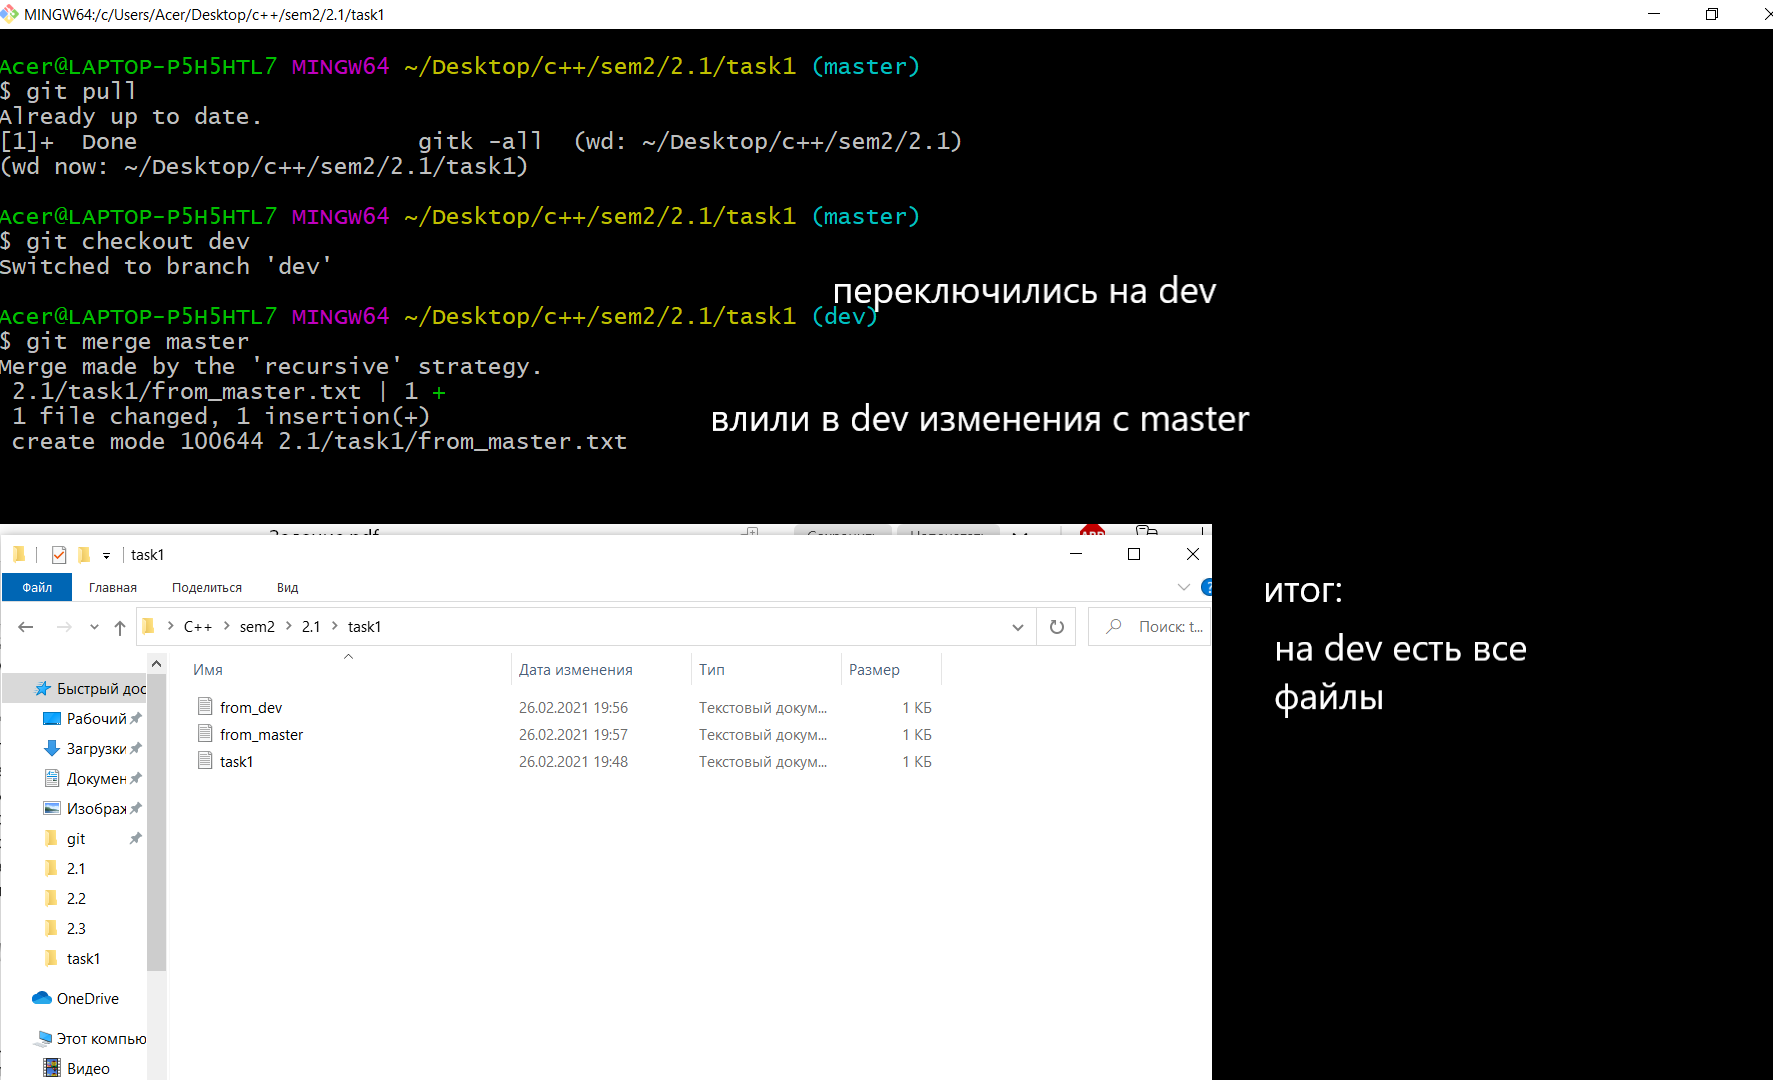 MINGW64:/c/Users/Acer/Desktop/c++/sem2/2.1/task1
Acer@LAPTOP-P5H5HTL7 MINGW64 ~/Desktop/c++/sem2/2.1/task1 (master)
$ git pull
Already up to date.
[1]+  Done                    gitk -all  (wd: ~/Desktop/c++/sem2/2.1)
(wd now: ~/Desktop/c++/sem2/2.1/task1)
Acer@LAPTOP-P5H5HTL7 MINGW64 ~/Desktop/c++/sem2/2.1/task1 (master)
$ git checkout dev
Switched to branch 'dev'
переключились на dev
Acer@LAPTOP-P5H5HTL7 MINGW64 ~/Desktop/c++/sem2/2.1/task1 (dev)
$ git merge master
Merge made by the 'recursive' strategy.
2.1/task1/from_master.txt | 1 +
1 file changed, 1 insertion(+)
влили в dev изменения с master
create mode 100644 2.1/task1/from_master.txt
task1
Файл Главная Поделиться Вид
C++ > sem2 > 2.1 > task1
Поиск: t...
Имя Дата изменения Тип Размер
from_dev 26.02.2021 19:56 Текстовый докум... 1 КБ
from_master 26.02.2021 19:57 Текстовый докум... 1 КБ
task1 26.02.2021 19:48 Текстовый докум... 1 КБ
Быстрый дос
Рабочий
Загрузки
Докумен
Изображ
git
2.1
2.2
2.3
task1
OneDrive
Этот компью
Видео
итог:
на dev есть все
файлы